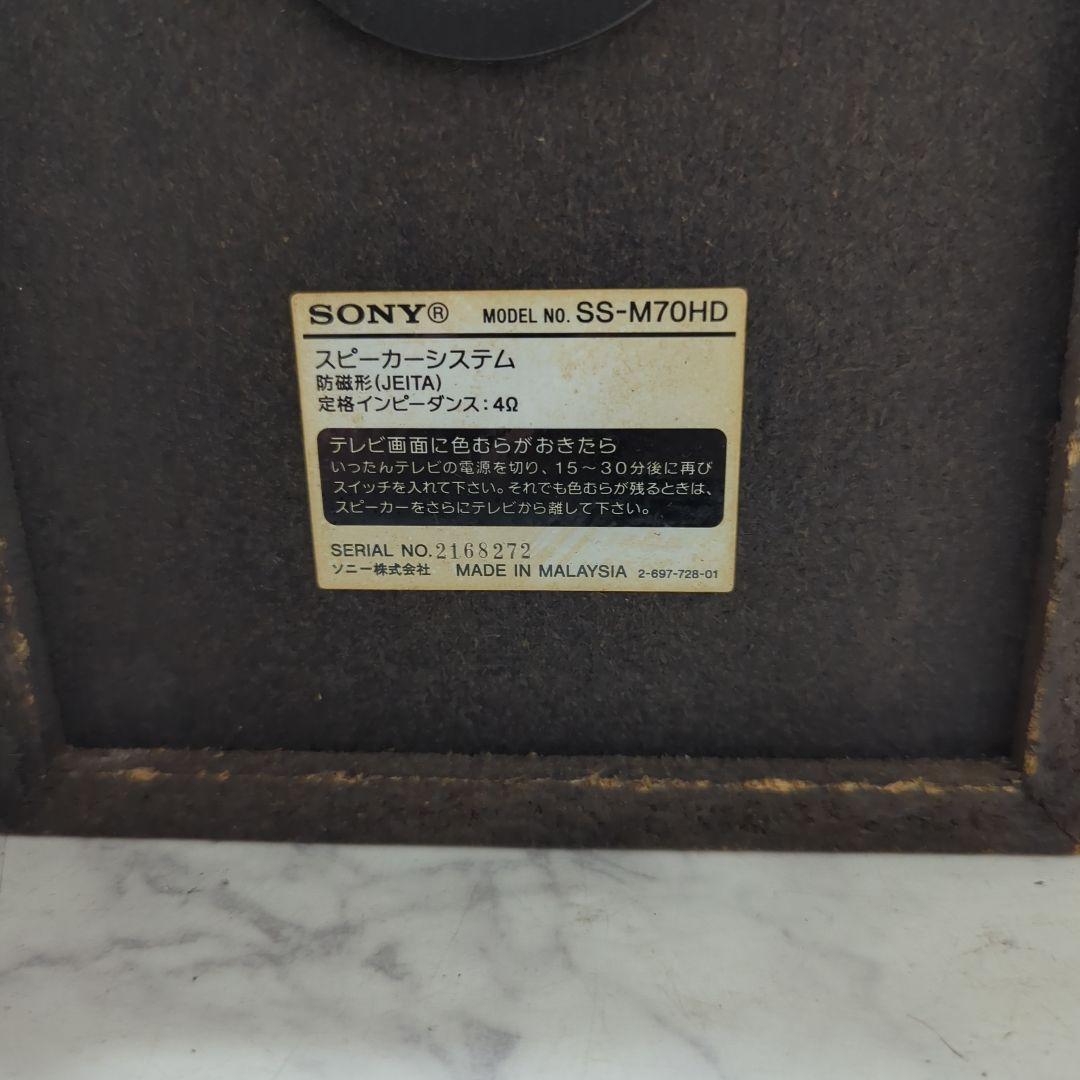 SONY® MODEL NO. SS-M70HD
スピーカーシステム
防磁形(JEITA)
定格インピーダンス:4Ω
テレビ画面に色むらがおきたら
いったんテレビの電源を切り、15〜30分後に再び
スイッチを入れて下さい。それでも色むらが残るときは、
スピーカーをさらにテレビから離して下さい。
SERIAL NO. 2168272
ソニー株式会社 MADE IN MALAYSIA 2-697-728-01